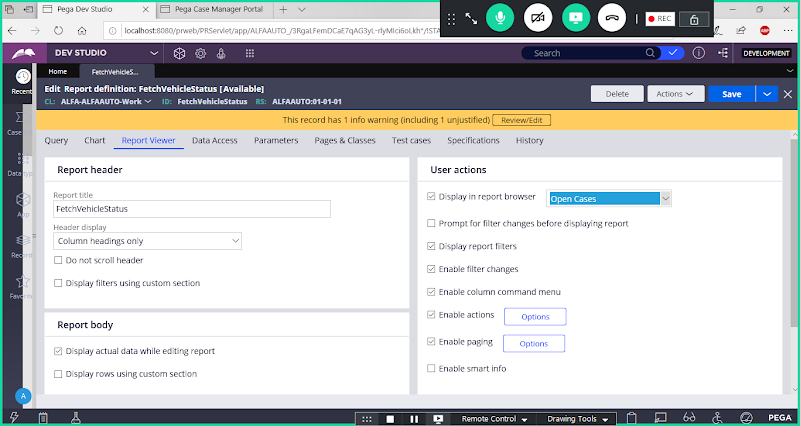 Pega Dev Studio
Pega Case Manager Portal
REC
localhost:8080/prweb/PRServlet/app/ALFAAUTO_/3RgaLFemDCaE7qAG3yL-rlyMIci6oLkh*/!STA
DEV STUDIO
Search
DEVELOPMENT
Recent
Home
FetchVehicleS...
Edit Report definition: FetchVehicleStatus [Available]
CL: ALFA-ALFAAUTO-Work
ID: FetchVehicleStatus
RS: ALFAAUTO:01-01-01
Delete
Actions
Save
This record has 1 info warning (including 1 unjustified)
Review/Edit
Case
Query
Chart
Report Viewer
Data Access
Parameters
Pages & Classes
Test cases
Specifications
History
Data typ
App
Record
Favori
Report header
Report title
FetchVehicleStatus
Header display
Column headings only
Do not scroll header
Display filters using custom section
Report body
Display actual data while editing report
Display rows using custom section
User actions
Display in report browser
Open Cases
Prompt for filter changes before displaying report
Display report filters
Enable filter changes
Enable column command menu
Enable actions
Options
Enable paging
Options
Enable smart info
A
Remote Control
Drawing Tools
PEGA